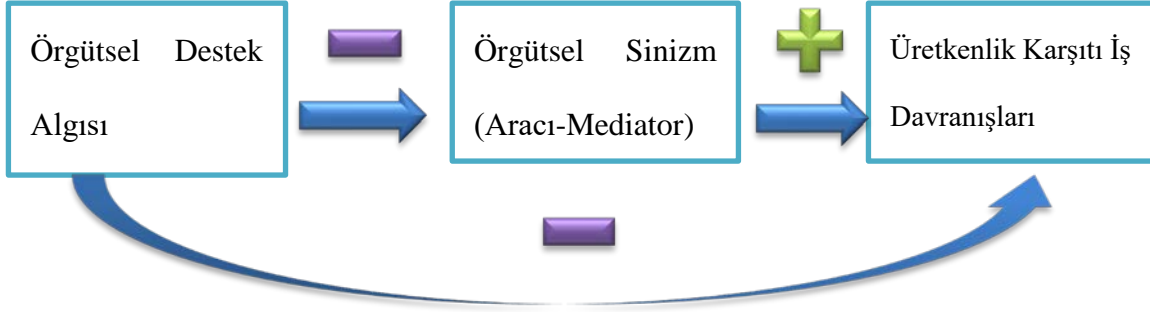 Örgütsel Destek
Algısı
Örgütsel Sinizm
(Aracı-Mediator)
Üretkenlik Karşıtı İş
Davranışları